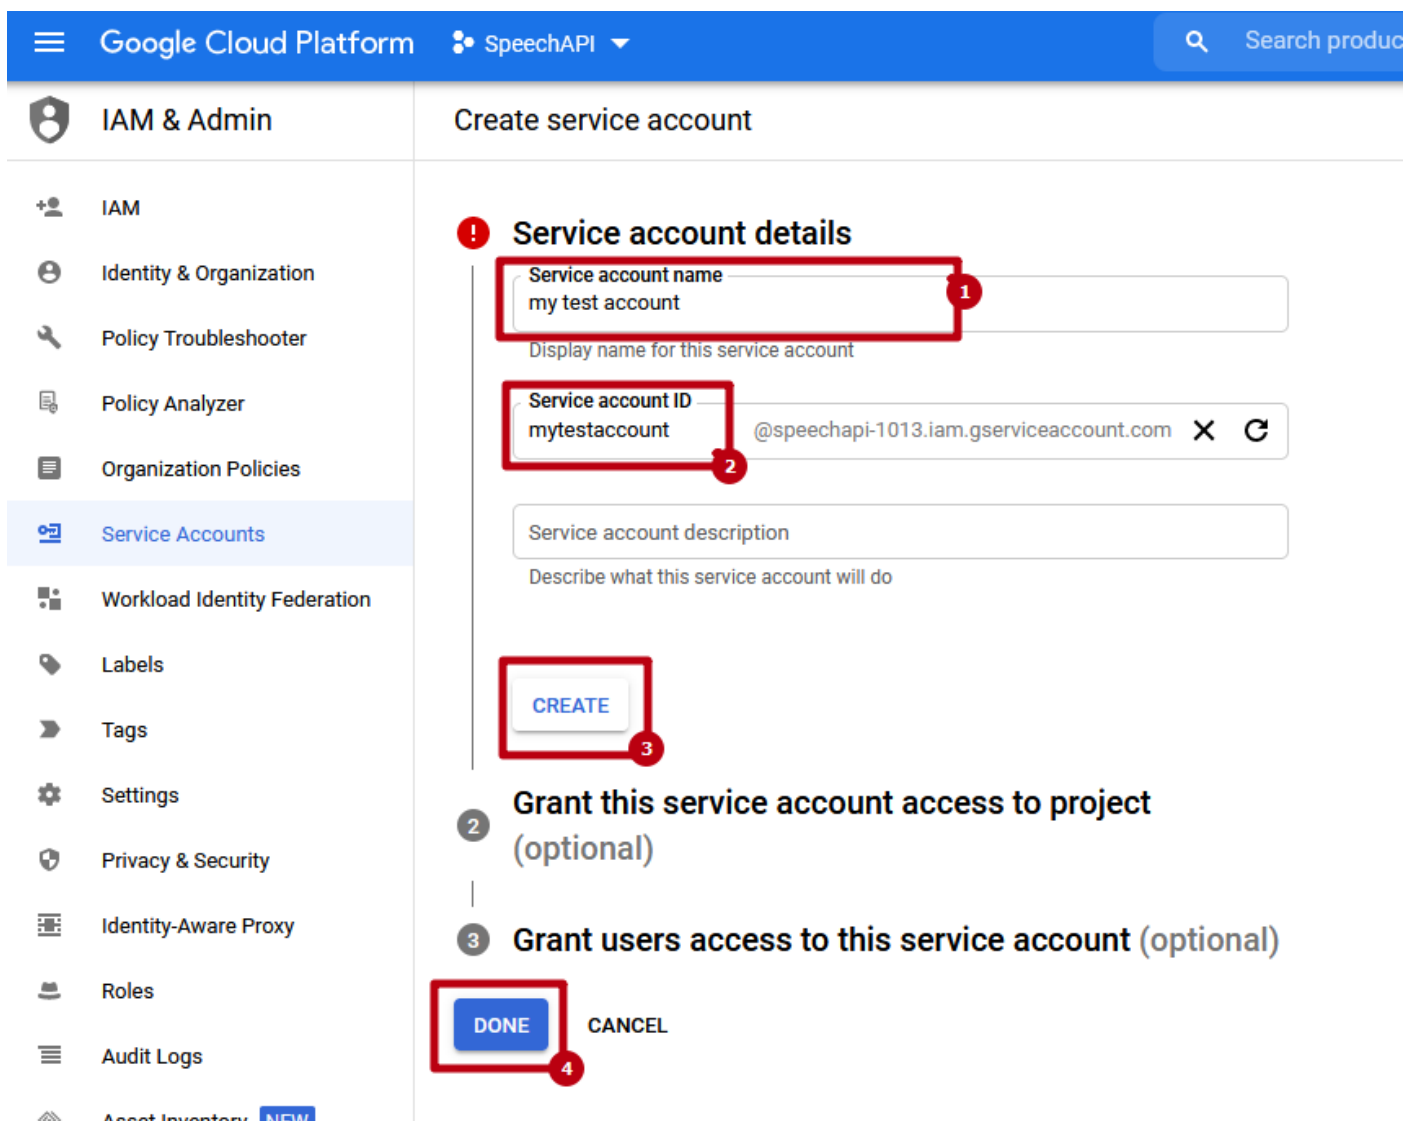 Google Cloud Platform
SpeechAPI
Search produc
IAM & Admin
Create service account
IAM
Identity & Organization
Policy Troubleshooter
Policy Analyzer
Organization Policies
Service Accounts
Workload Identity Federation
Labels
Tags
Settings
Privacy & Security
Identity-Aware Proxy
Roles
Audit Logs
Asset Inventory NEW
!
Service account details
Service account name
my test account
1
Display name for this service account
Service account ID
mytestaccount @speechapi-1013.iam.gserviceaccount.com
2
Service account description
Describe what this service account will do
CREATE
3
2
Grant this service account access to project
(optional)
3 Grant users access to this service account (optional)
DONE CANCEL
4